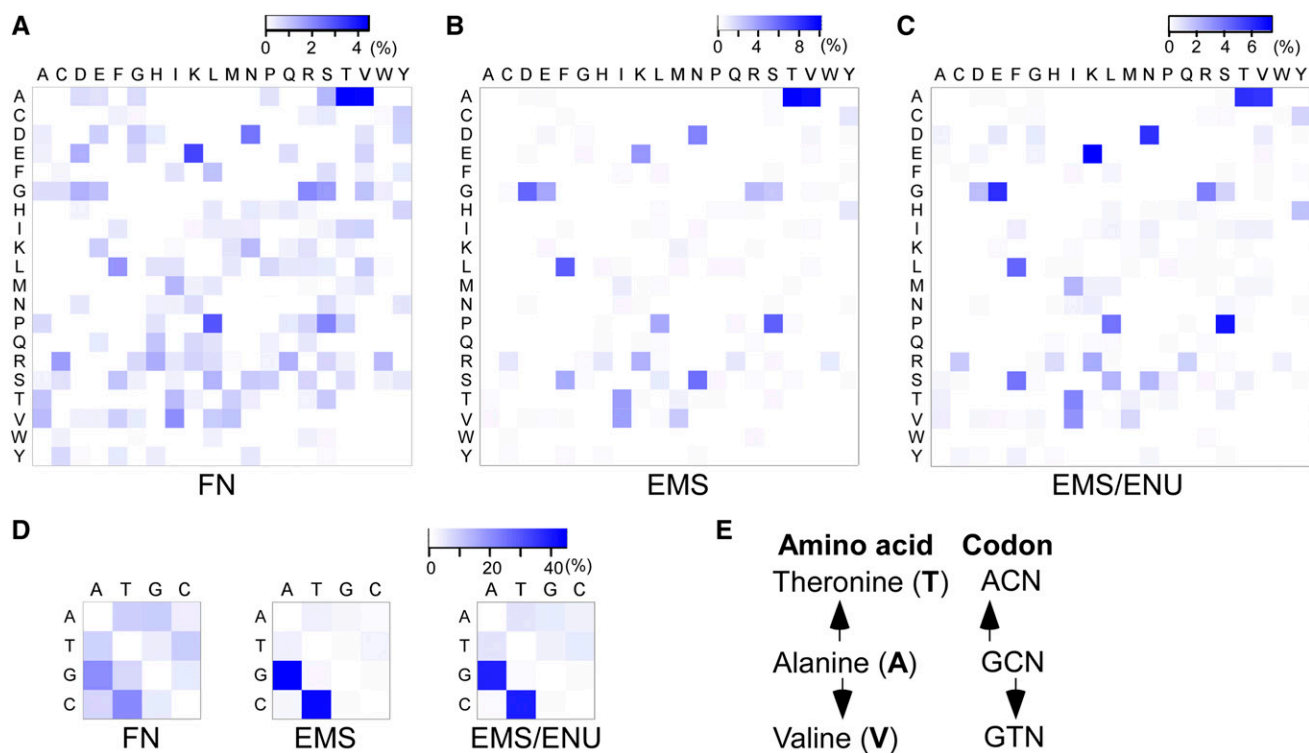 A
0 2 4 (%)
A C D E F G H I K L M N P Q R S T V W Y
A
C
D
E
F
G
H
I
K
L
M
N
P
Q
R
S
T
V
W
Y
FN
B
0 4 8 (%)
A C D E F G H I K L M N P Q R S T V W Y
A
C
D
E
F
G
H
I
K
L
M
N
P
Q
R
S
T
V
W
Y
EMS
C
0 2 4 6 (%)
A C D E F G H I K L M N P Q R S T V W Y
A
C
D
E
F
G
H
I
K
L
M
N
P
Q
R
S
T
V
W
Y
EMS/ENU
D
0 20 40 (%)
A T G C
A
T
G
C
FN
A T G C
A
T
G
C
EMS
A T G C
A
T
G
C
EMS/ENU
E
Amino acid Codon
Theronine (T) ACN
Alanine (A) GCN
Valine (V) GTN